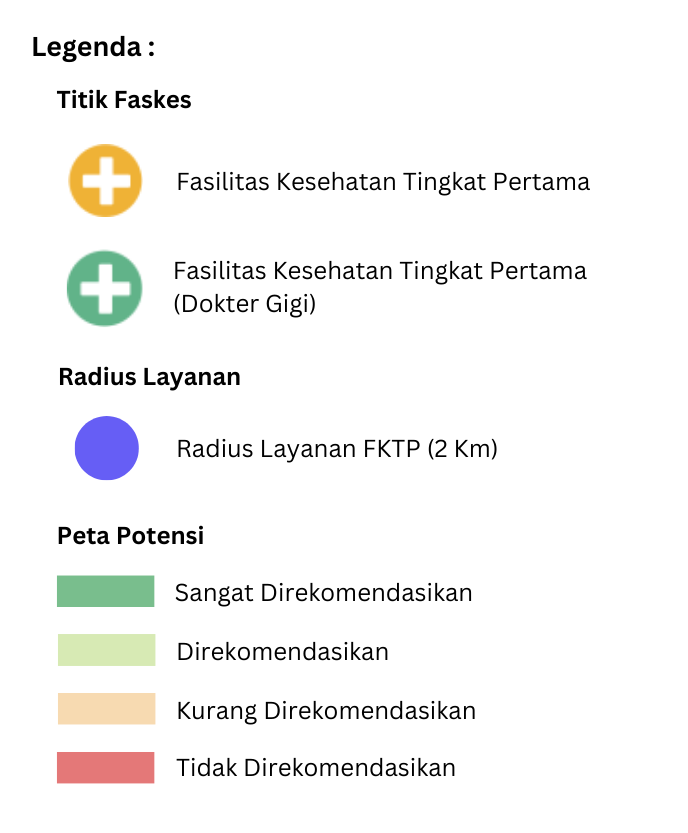 Legenda :
Titik Faskes
Fasilitas Kesehatan Tingkat Pertama
Fasilitas Kesehatan Tingkat Pertama
(Dokter Gigi)
Radius Layanan
Radius Layanan FKTP (2 Km)
Peta Potensi
Sangat Direkomendasikan
Direkomendasikan
Kurang Direkomendasikan
Tidak Direkomendasikan